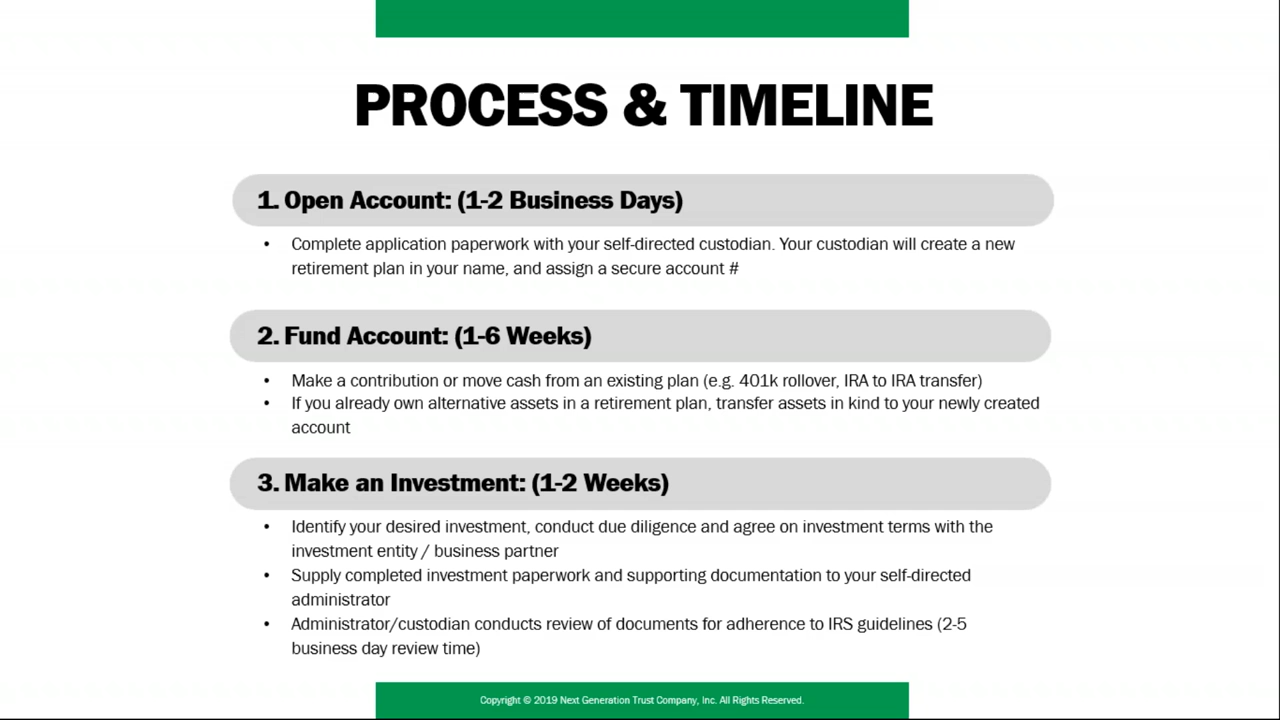 PROCESS & TIMELINE
1. Open Account: (1-2 Business Days)
• Complete application paperwork with your self-directed custodian. Your custodian will create a new
retirement plan in your name, and assign a secure account #
2. Fund Account: (1-6 Weeks)
• Make a contribution or move cash from an existing plan (e.g. 401k rollover, IRA to IRA transfer)
• If you already own alternative assets in a retirement plan, transfer assets in kind to your newly created
account
3. Make an Investment: (1-2 Weeks)
• Identify your desired investment, conduct due diligence and agree on investment terms with the
investment entity / business partner
• Supply completed investment paperwork and supporting documentation to your self-directed
administrator
• Administrator/custodian conducts review of documents for adherence to IRS guidelines (2-5
business day review time)
Copyright © 2019 Next Generation Trust Company, Inc. All Rights Reserved.